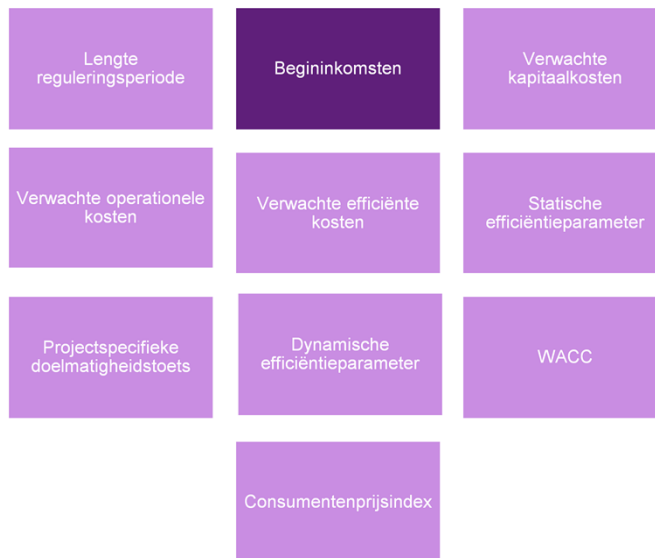 Lengte
reguleringsperiode
Begininkomsten
Verwachte
kapitaalkosten
Verwachte operationele
kosten
Verwachte efficiënte
kosten
Statische
efficiëntieparameter
Projectspecifieke
doelmatigheidstoets
Dynamische
efficiëntieparameter
WACC
Consumentenprijsindex